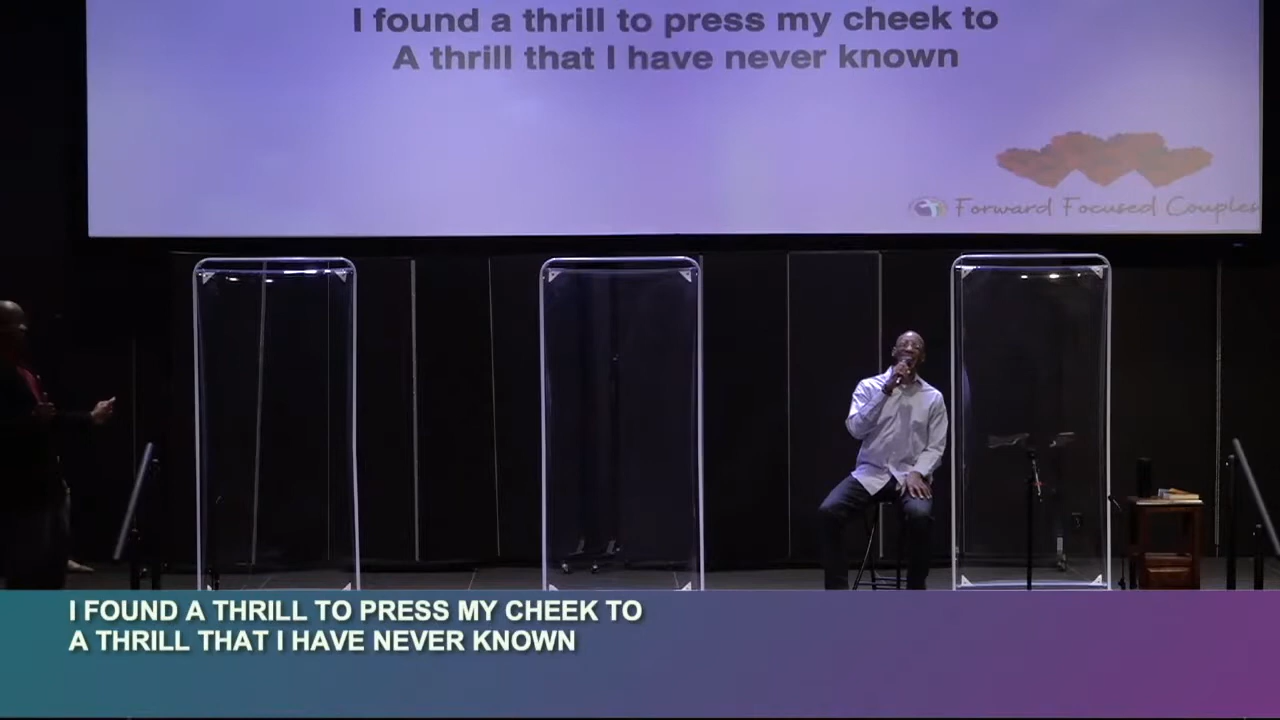 I found a thrill to press my cheek to
A thrill that I have never known
Forward Focused Couples
I FOUND A THRILL TO PRESS MY CHEEK TO
A THRILL THAT I HAVE NEVER KNOWN